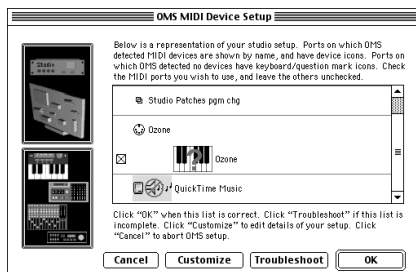 OMS MIDI Device Setup
Below is a representation of your studio setup. Ports on which OMS
detected MIDI devices are shown by name, and have device icons. Ports on
which OMS detected no devices have keyboard/question mark icons. Check
the MIDI ports you wish to use, and leave the others unchecked.
Studio Patches pgm chg
Ozone
Ozone
QuickTime Music
Click “OK” when this list is correct. Click “Troubleshoot” if this list is
incomplete. Click “Customize” to edit details of your setup. Click
“Cancel” to abort OMS setup.
Cancel
Customize
Troubleshoot
OK